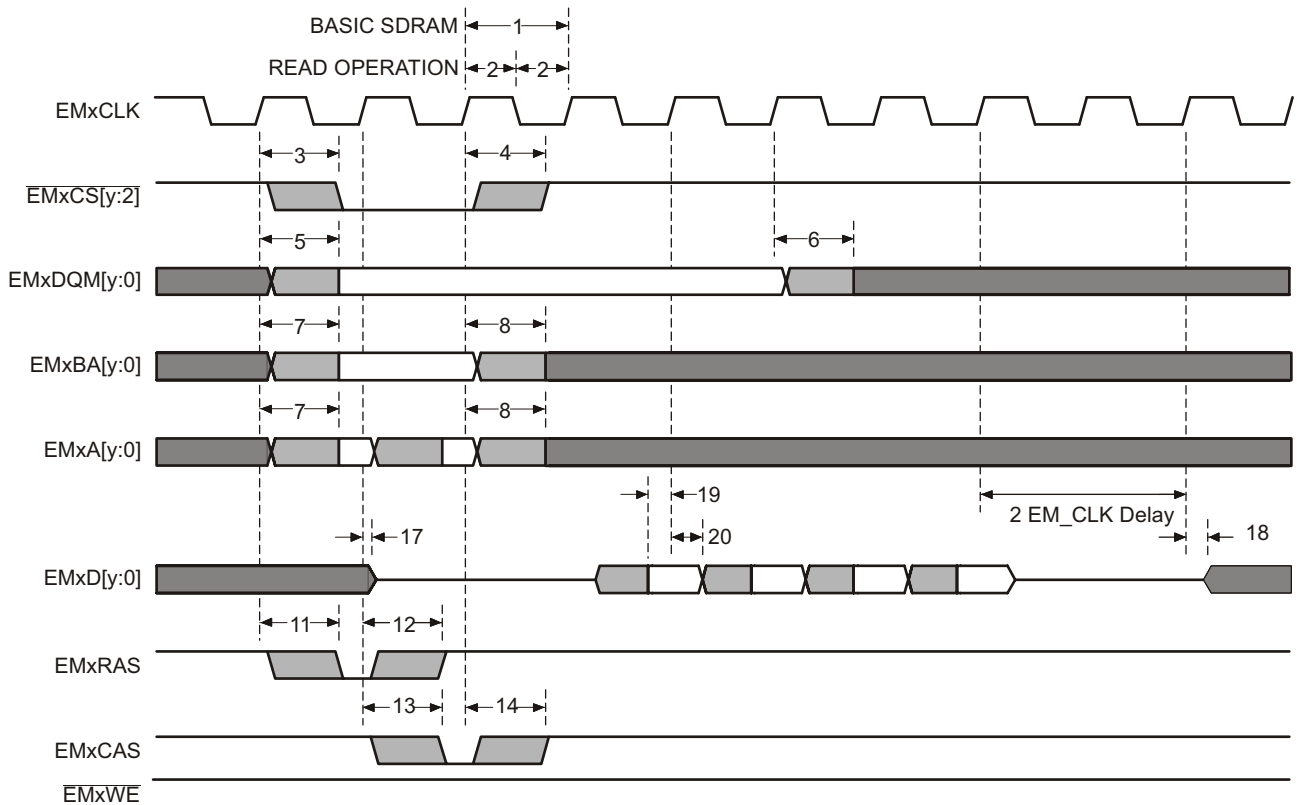 BASIC SDRAM 1
READ OPERATION 2 2
EMxCLK
3 4
EMxCS[y:2]
5 6
EMxDQM[y:0]
7 8
EMxBA[y:0]
7 8
EMxA[y:0]
19
2 EM_CLK Delay
17 20 18
EMxD[y:0]
11 12
EMxRAS
13 14
EMxCAS
EMxWE